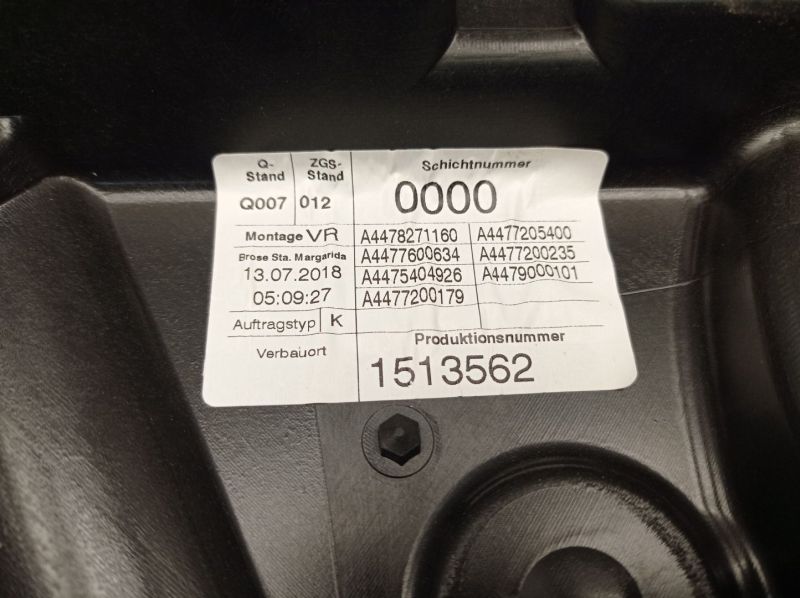 Q-Stand ZGS-Stand Schichtnummer
Q007 012 0000
Montage VR A4478271160 A4477205400
Brose Sta. Margarida A4477600634 A4477200235
13.07.2018 A4475404926 A4479000101
05:09:27 A4477200179
Auftragstyp K
Verbauort Produktionsnummer
1513562